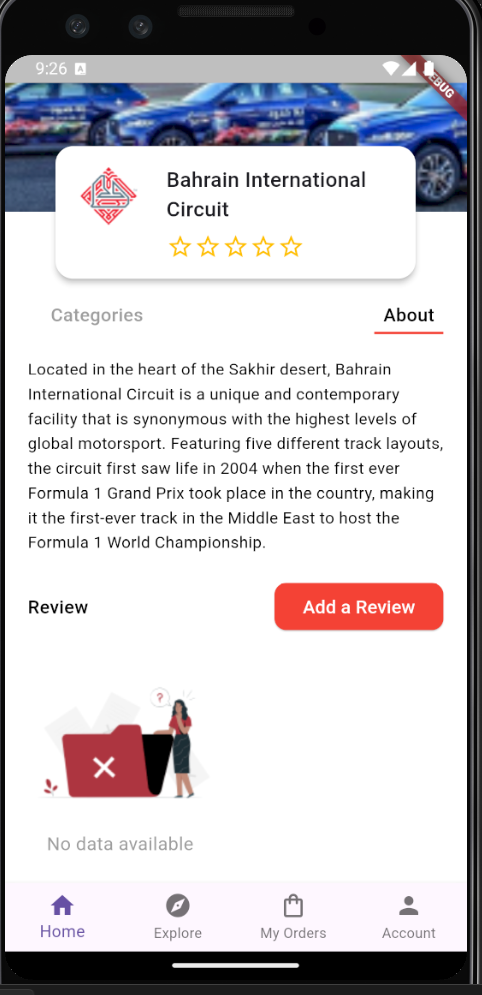 9:26 A
DEBUG
Bahrain International
Circuit
Categories
About
Located in the heart of the Sakhir desert, Bahrain
International Circuit is a unique and contemporary
facility that is synonymous with the highest levels of
global motorsport. Featuring five different track layouts,
the circuit first saw life in 2004 when the first ever
Formula 1 Grand Prix took place in the country, making
it the first-ever track in the Middle East to host the
Formula 1 World Championship.
Review
Add a Review
?
No data available
Home
Explore
My Orders
Account